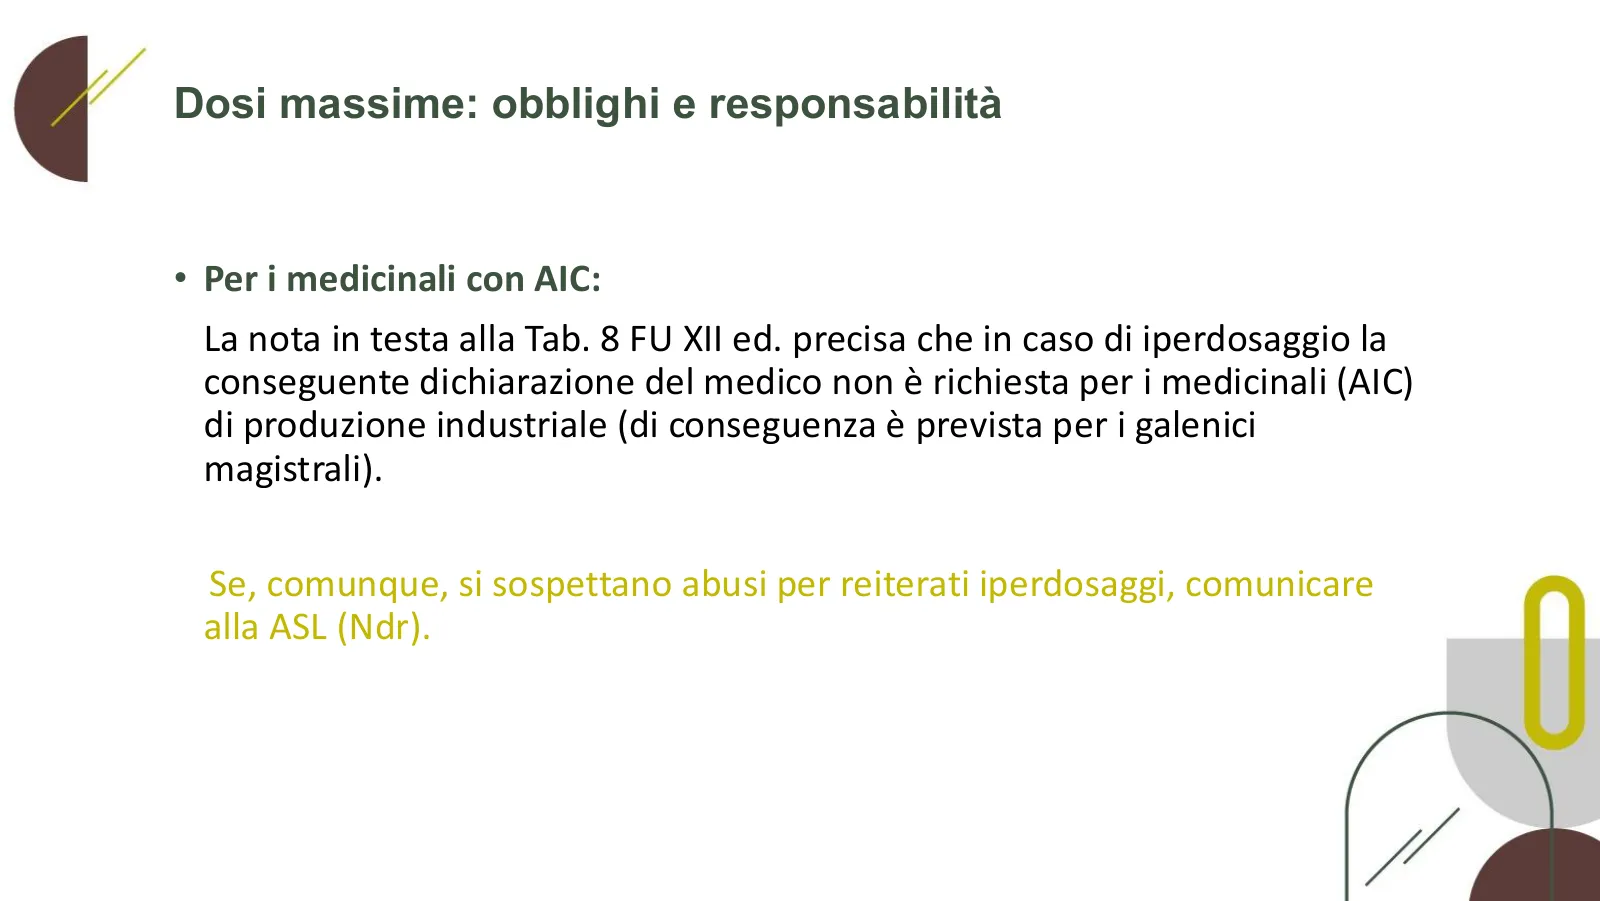 Dosi massime: obblighi e responsabilità
• Per i medicinali con AIC:
La nota in testa alla Tab. 8 FU XII ed. precisa che in caso di iperdosaggio la
conseguente dichiarazione del medico non è richiesta per i medicinali (AIC)
di produzione industriale (di conseguenza è prevista per i galenici
magistrali).
Se, comunque, si sospettano abusi per reiterati iperdosaggi, comunicare
alla ASL (Ndr).